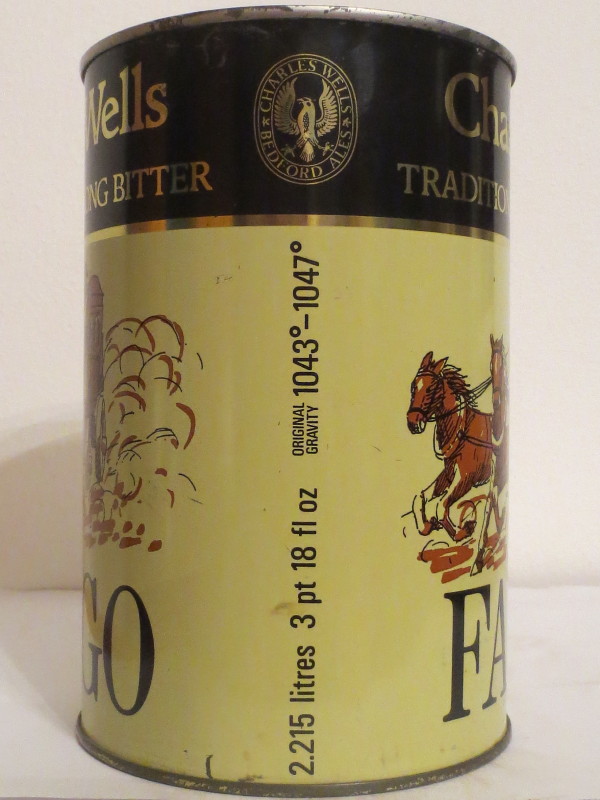 Wells
CHARLES WELLS
BEDFORD ALES
Cha
NG BITTER
TRADITIO
2.215 litres 3 pt 18 fl oz ORIGINAL GRAVITY 1043°–1047°
GO
FA